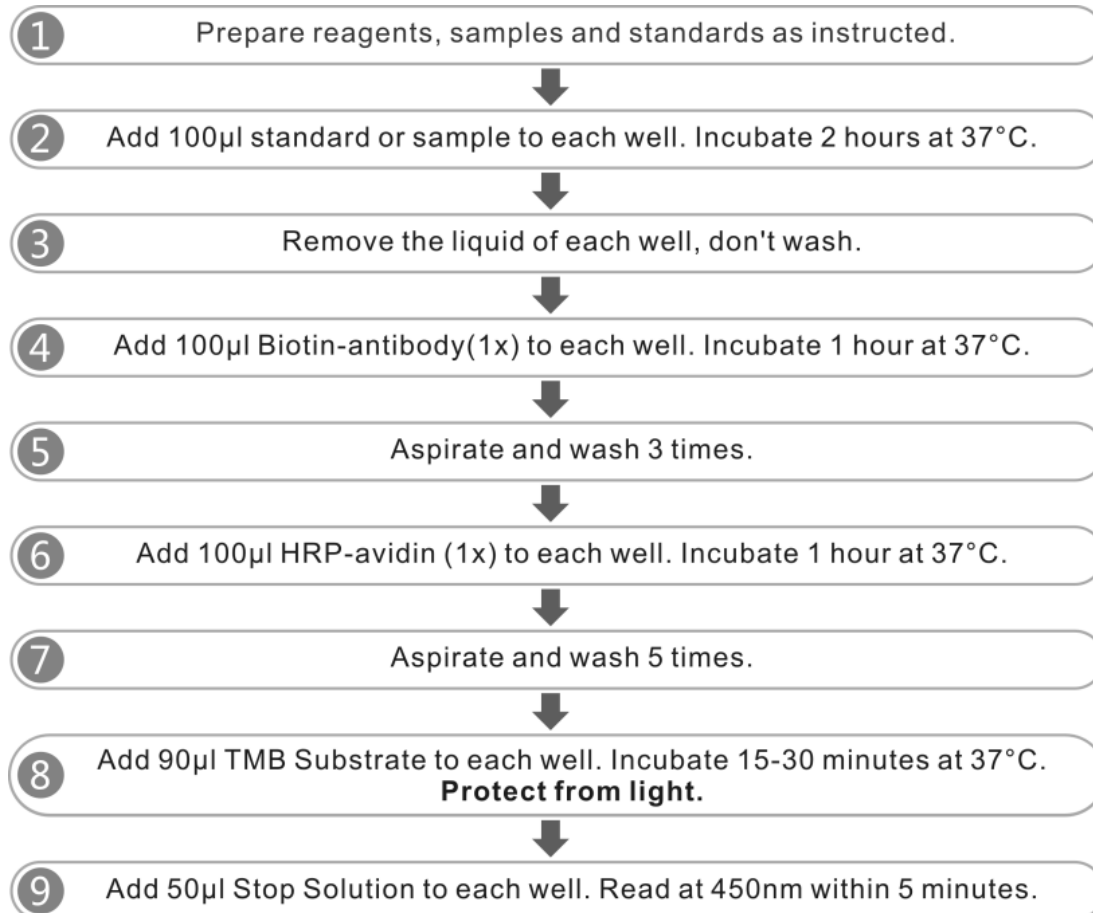 1 Prepare reagents, samples and standards as instructed.
2 Add 100μl standard or sample to each well. Incubate 2 hours at 37°C.
3 Remove the liquid of each well, don't wash.
4 Add 100μl Biotin-antibody(1x) to each well. Incubate 1 hour at 37°C.
5 Aspirate and wash 3 times.
6 Add 100μl HRP-avidin (1x) to each well. Incubate 1 hour at 37°C.
7 Aspirate and wash 5 times.
8 Add 90μl TMB Substrate to each well. Incubate 15-30 minutes at 37°C.
Protect from light.
9 Add 50μl Stop Solution to each well. Read at 450nm within 5 minutes.